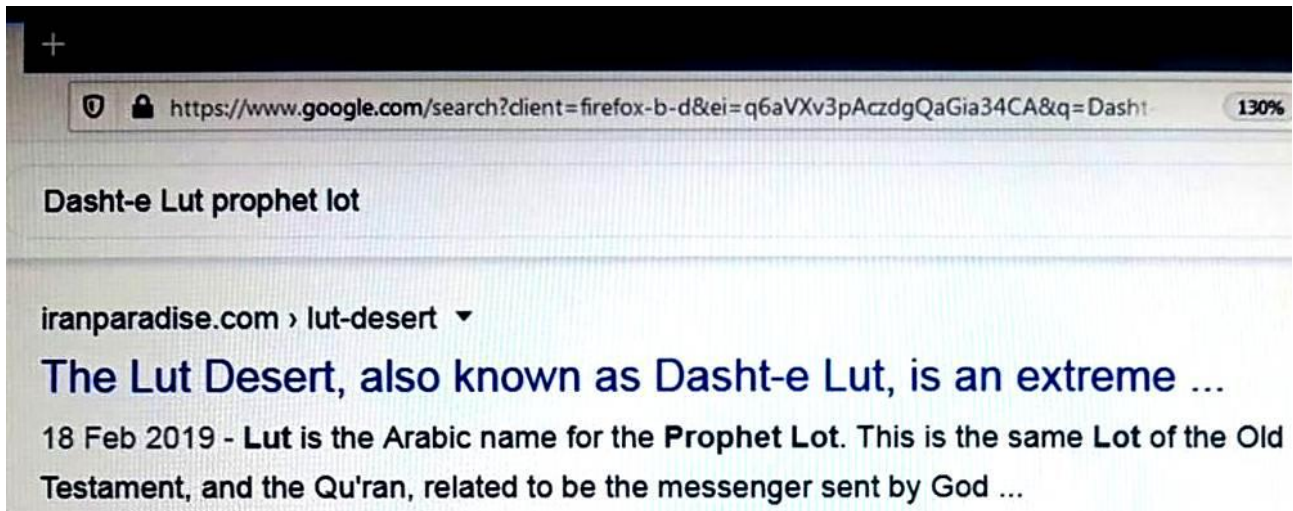 +
https://www.google.com/search?client=firefox-b-d&ei=q6aVXv3pAczdgQaGia34CA&q=Dasht-
130%
Dasht-e Lut prophet lot
iranparadise.com › lut-desert ▼
The Lut Desert, also known as Dasht-e Lut, is an extreme ...
18 Feb 2019 - Lut is the Arabic name for the Prophet Lot. This is the same Lot of the Old
Testament, and the Qu'ran, related to be the messenger sent by God ...